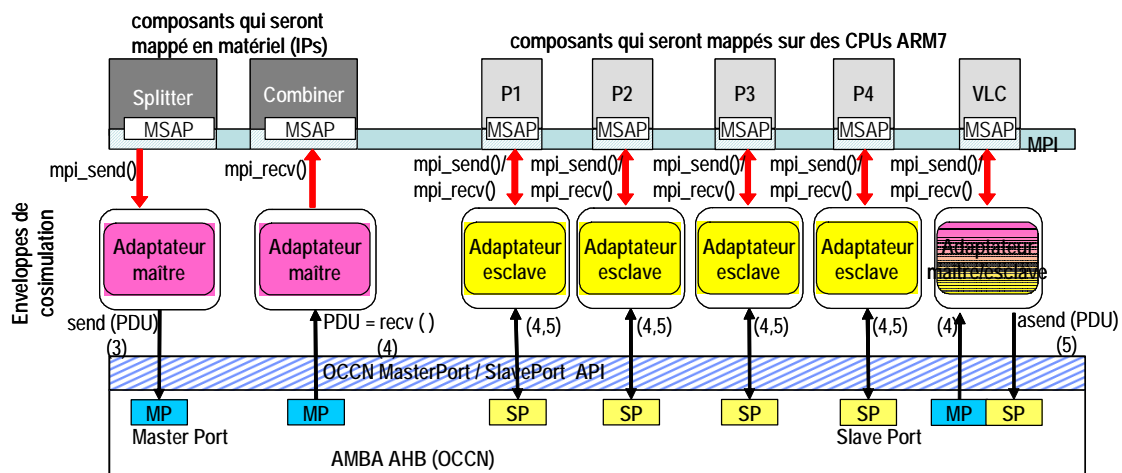 composants qui seront
mappé en matériel (IPs)
composants qui seront mappés sur des CPUs ARM7
Splitter
Combiner
P1
P2
P3
P4
VLC
MSAP
MSAP
MSAP
MSAP
MSAP
MSAP
MSAP
MPI
mpi_send()
mpi_recv()
mpi_send()/
mpi_recv()
mpi_send()/
mpi_recv()
mpi_send()/
mpi_recv()
mpi_send()/
mpi_recv()
mpi_send()/
mpi_recv()
Enveloppes de
cosimulation
Adaptateur
maître
Adaptateur
maître
Adaptateur
esclave
Adaptateur
esclave
Adaptateur
esclave
Adaptateur
esclave
Adaptateur
maître/esclave
send (PDU)
(3)
PDU = recv ( )
(4)
(4,5)
(4,5)
(4,5)
(4,5)
(4)
asend (PDU)
(5)
OCCN MasterPort / SlavePort API
MP
MP
SP
SP
SP
SP
MP
SP
Master Port
Slave Port
AMBA AHB (OCCN)